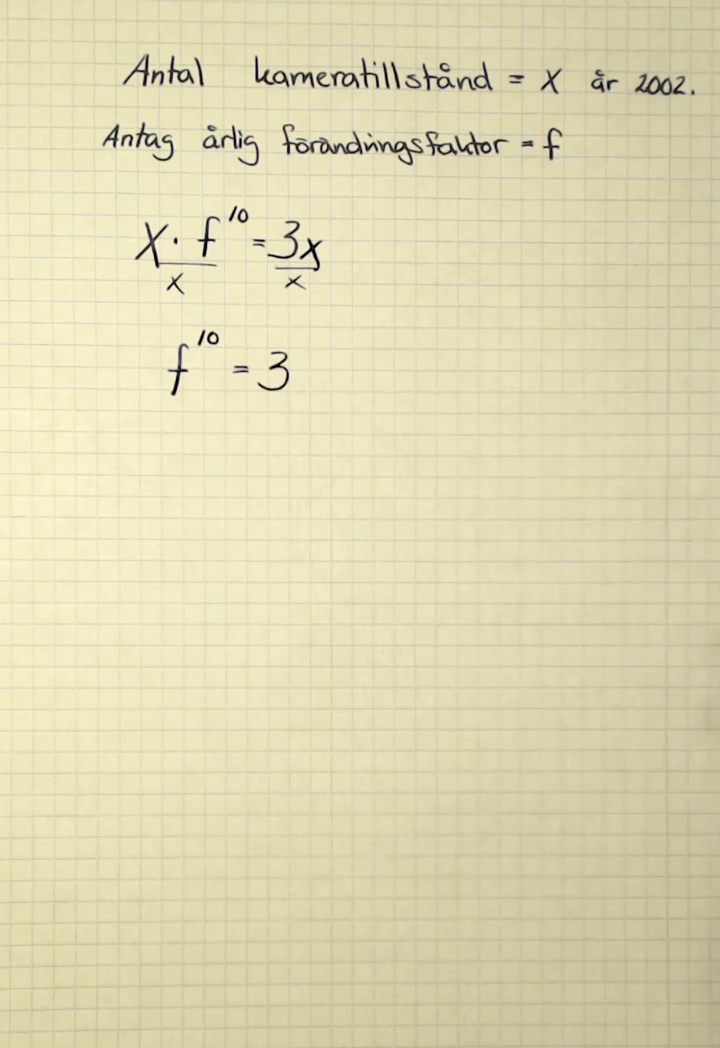 Antal kameratillstånd = X år 2002.
Antag årlig förändringsfaktor = f
X · f^10 / x = 3x / x
f^10 = 3